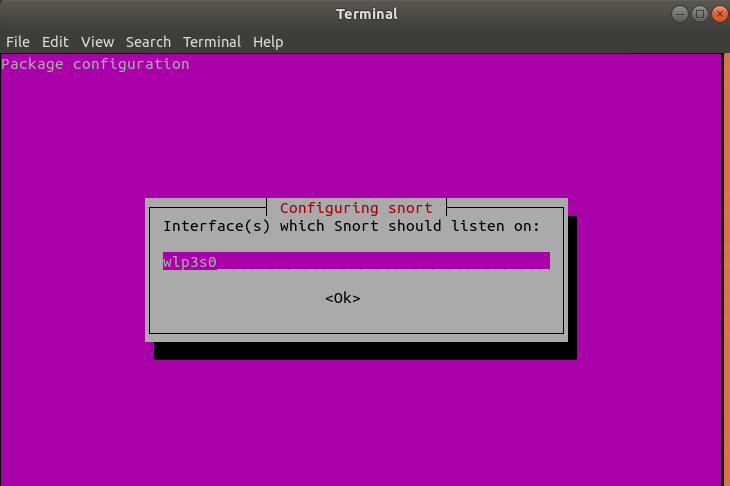 Terminal
File Edit View Search Terminal Help
Package configuration
Configuring snort
Interface(s) which Snort should listen on:
wlp3s0
<Ok>